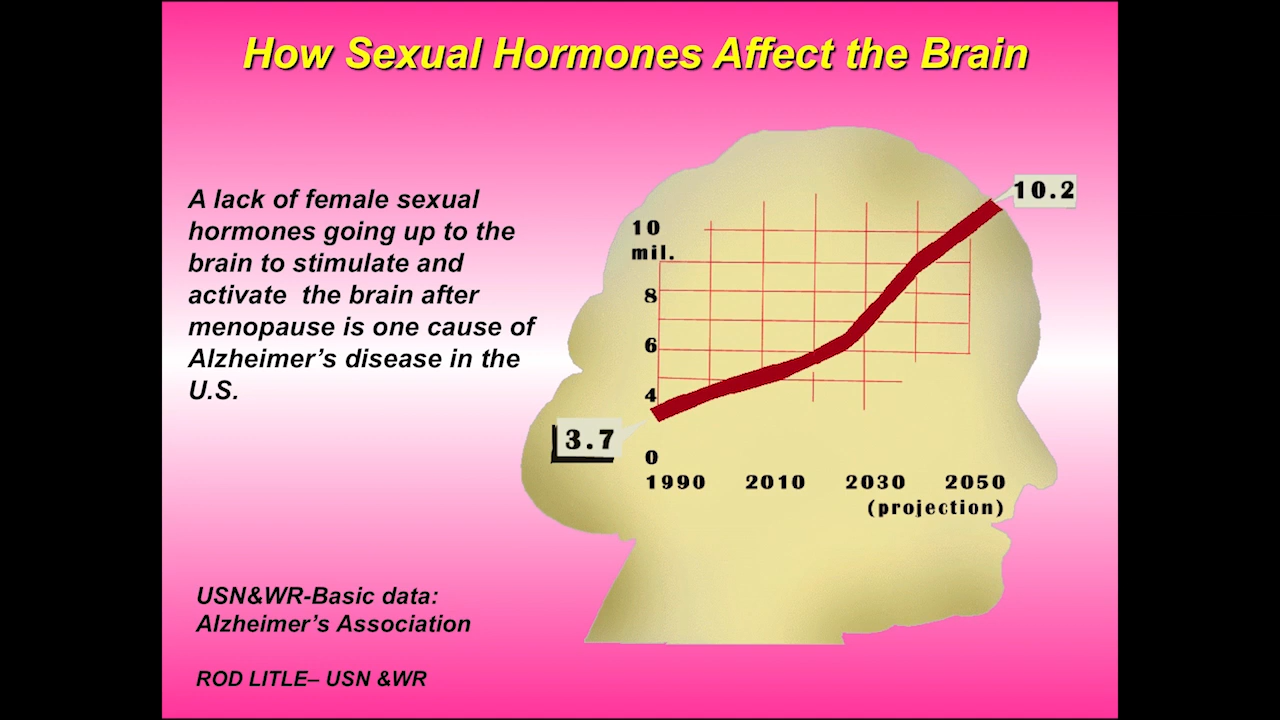 How Sexual Hormones Affect the Brain
A lack of female sexual
hormones going up to the
brain to stimulate and
activate  the brain after
menopause is one cause of
Alzheimer’s disease in the
U.S.
10.2
10
mil.
8
6
4
3.7
0
1990 2010 2030 2050
(projection)
USN&WR-Basic data:
Alzheimer’s Association
ROD LITLE– USN &WR